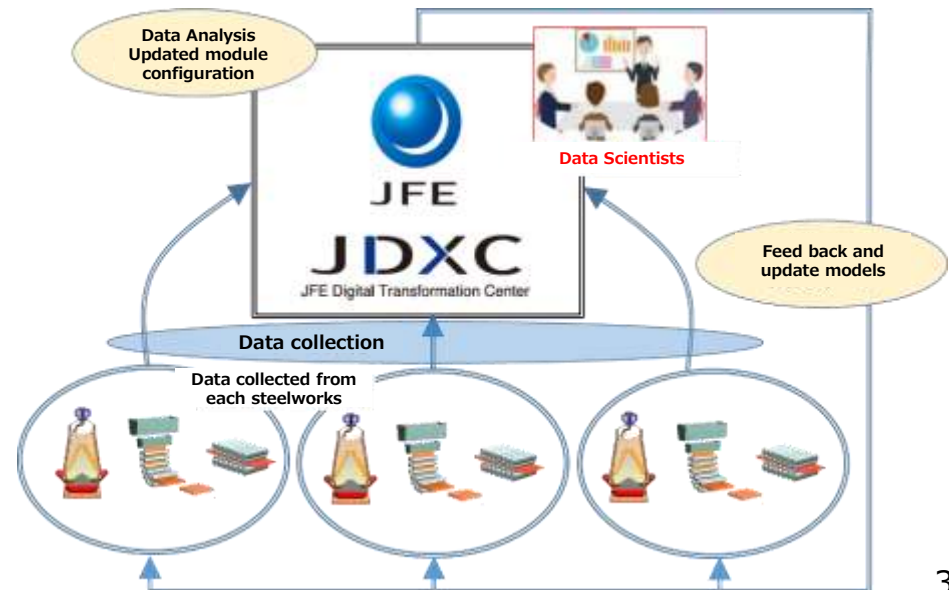 Data Analysis
Updated module
configuration
Data Scientists
JFE
JDXC
JFE Digital Transformation Center
Feed back and
update models
Data collection
Data collected from
each steelworks
3